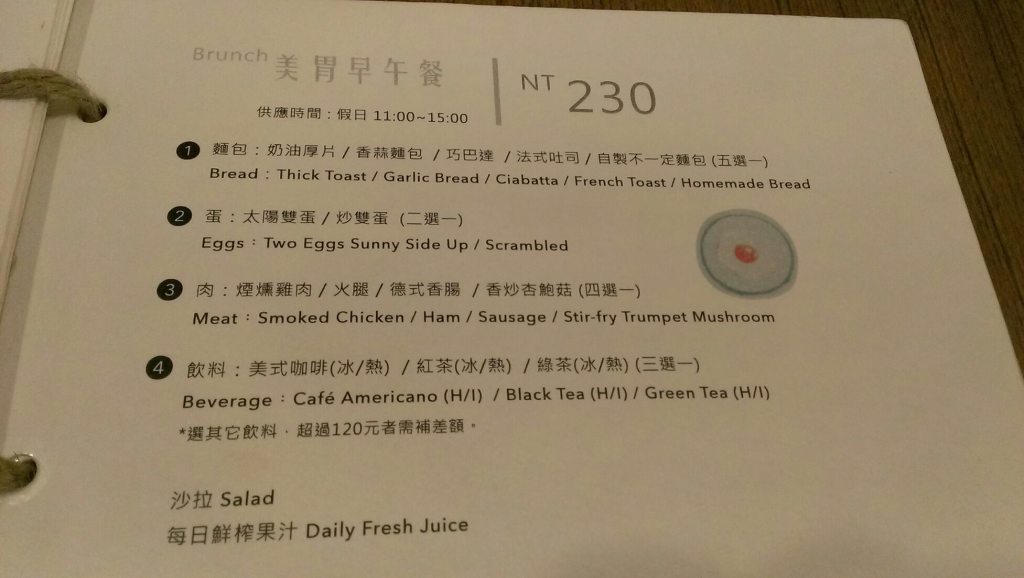 Brunch 美胃早午餐 NT 230
供應時間：假日 11:00~15:00
1 麵包：奶油厚片 / 香蒜麵包 / 巧巴達 / 法式吐司 / 自製不一定麵包 (五選一)
Bread：Thick Toast / Garlic Bread / Ciabatta / French Toast / Homemade Bread
2 蛋：太陽雙蛋 / 炒雙蛋 (二選一)
Eggs：Two Eggs Sunny Side Up / Scrambled
3 肉：煙燻雞肉 / 火腿 / 德式香腸 / 香炒杏鮑菇 (四選一)
Meat：Smoked Chicken / Ham / Sausage / Stir-fry Trumpet Mushroom
4 飲料：美式咖啡(冰/熱) / 紅茶(冰/熱) / 綠茶(冰/熱) (三選一)
Beverage：Café Americano (H/I) / Black Tea (H/I) / Green Tea (H/I)
*選其它飲料．超過120元者需補差額。
沙拉 Salad
每日鮮榨果汁 Daily Fresh Juice